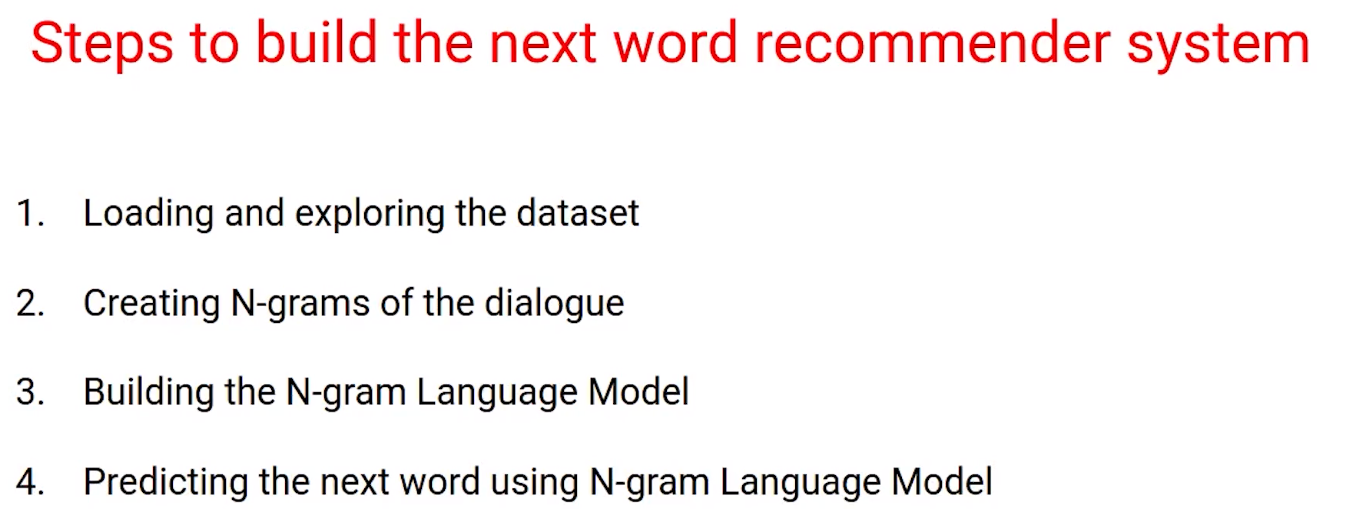 Steps to build the next word recommender system
1. Loading and exploring the dataset
2. Creating N-grams of the dialogue
3. Building the N-gram Language Model
4. Predicting the next word using N-gram Language Model